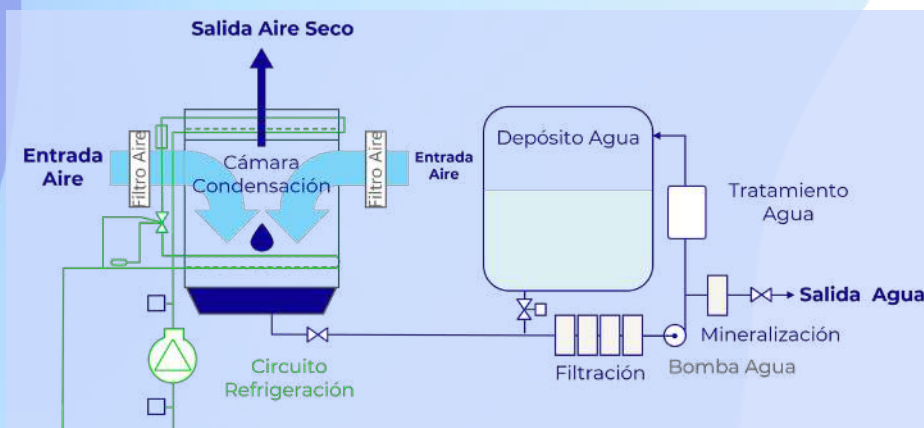 Salida Aire Seco
Entrada
Aire
Filtro Aire
Cámara
Condensación
Filtro Aire
Entrada
Aire
Depósito Agua
Tratamiento
Agua
Salida Agua
Mineralización
Bomba Agua
Filtración
Circuito
Refrigeración